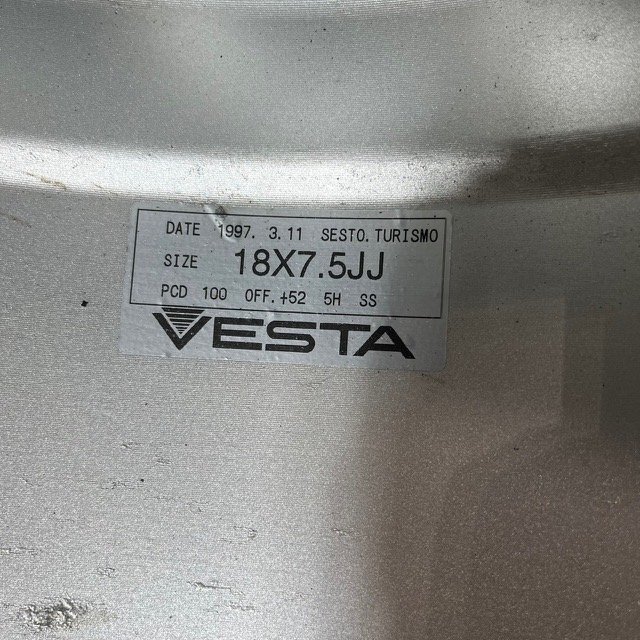 DATE 1997. 3.11 SESTO.TURISMO
SIZE 18X7.5JJ
PCD 100 OFF.+52 5H SS
VESTA